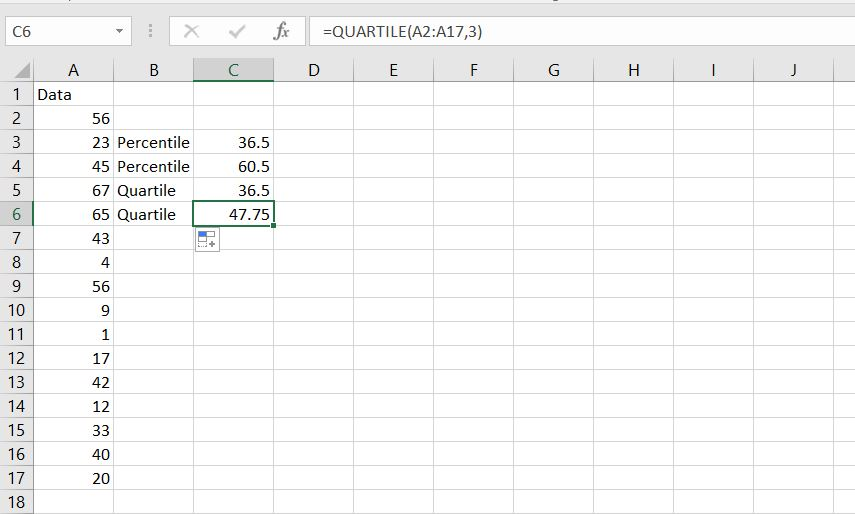 C6 fx =QUARTILE(A2:A17,3)
A B C D E F G H I J
1 Data
2 56
3 23 Percentile 36.5
4 45 Percentile 60.5
5 67 Quartile 36.5
6 65 Quartile 47.75
7 43
8 4
9 56
10 9
11 1
12 17
13 42
14 12
15 33
16 40
17 20
18